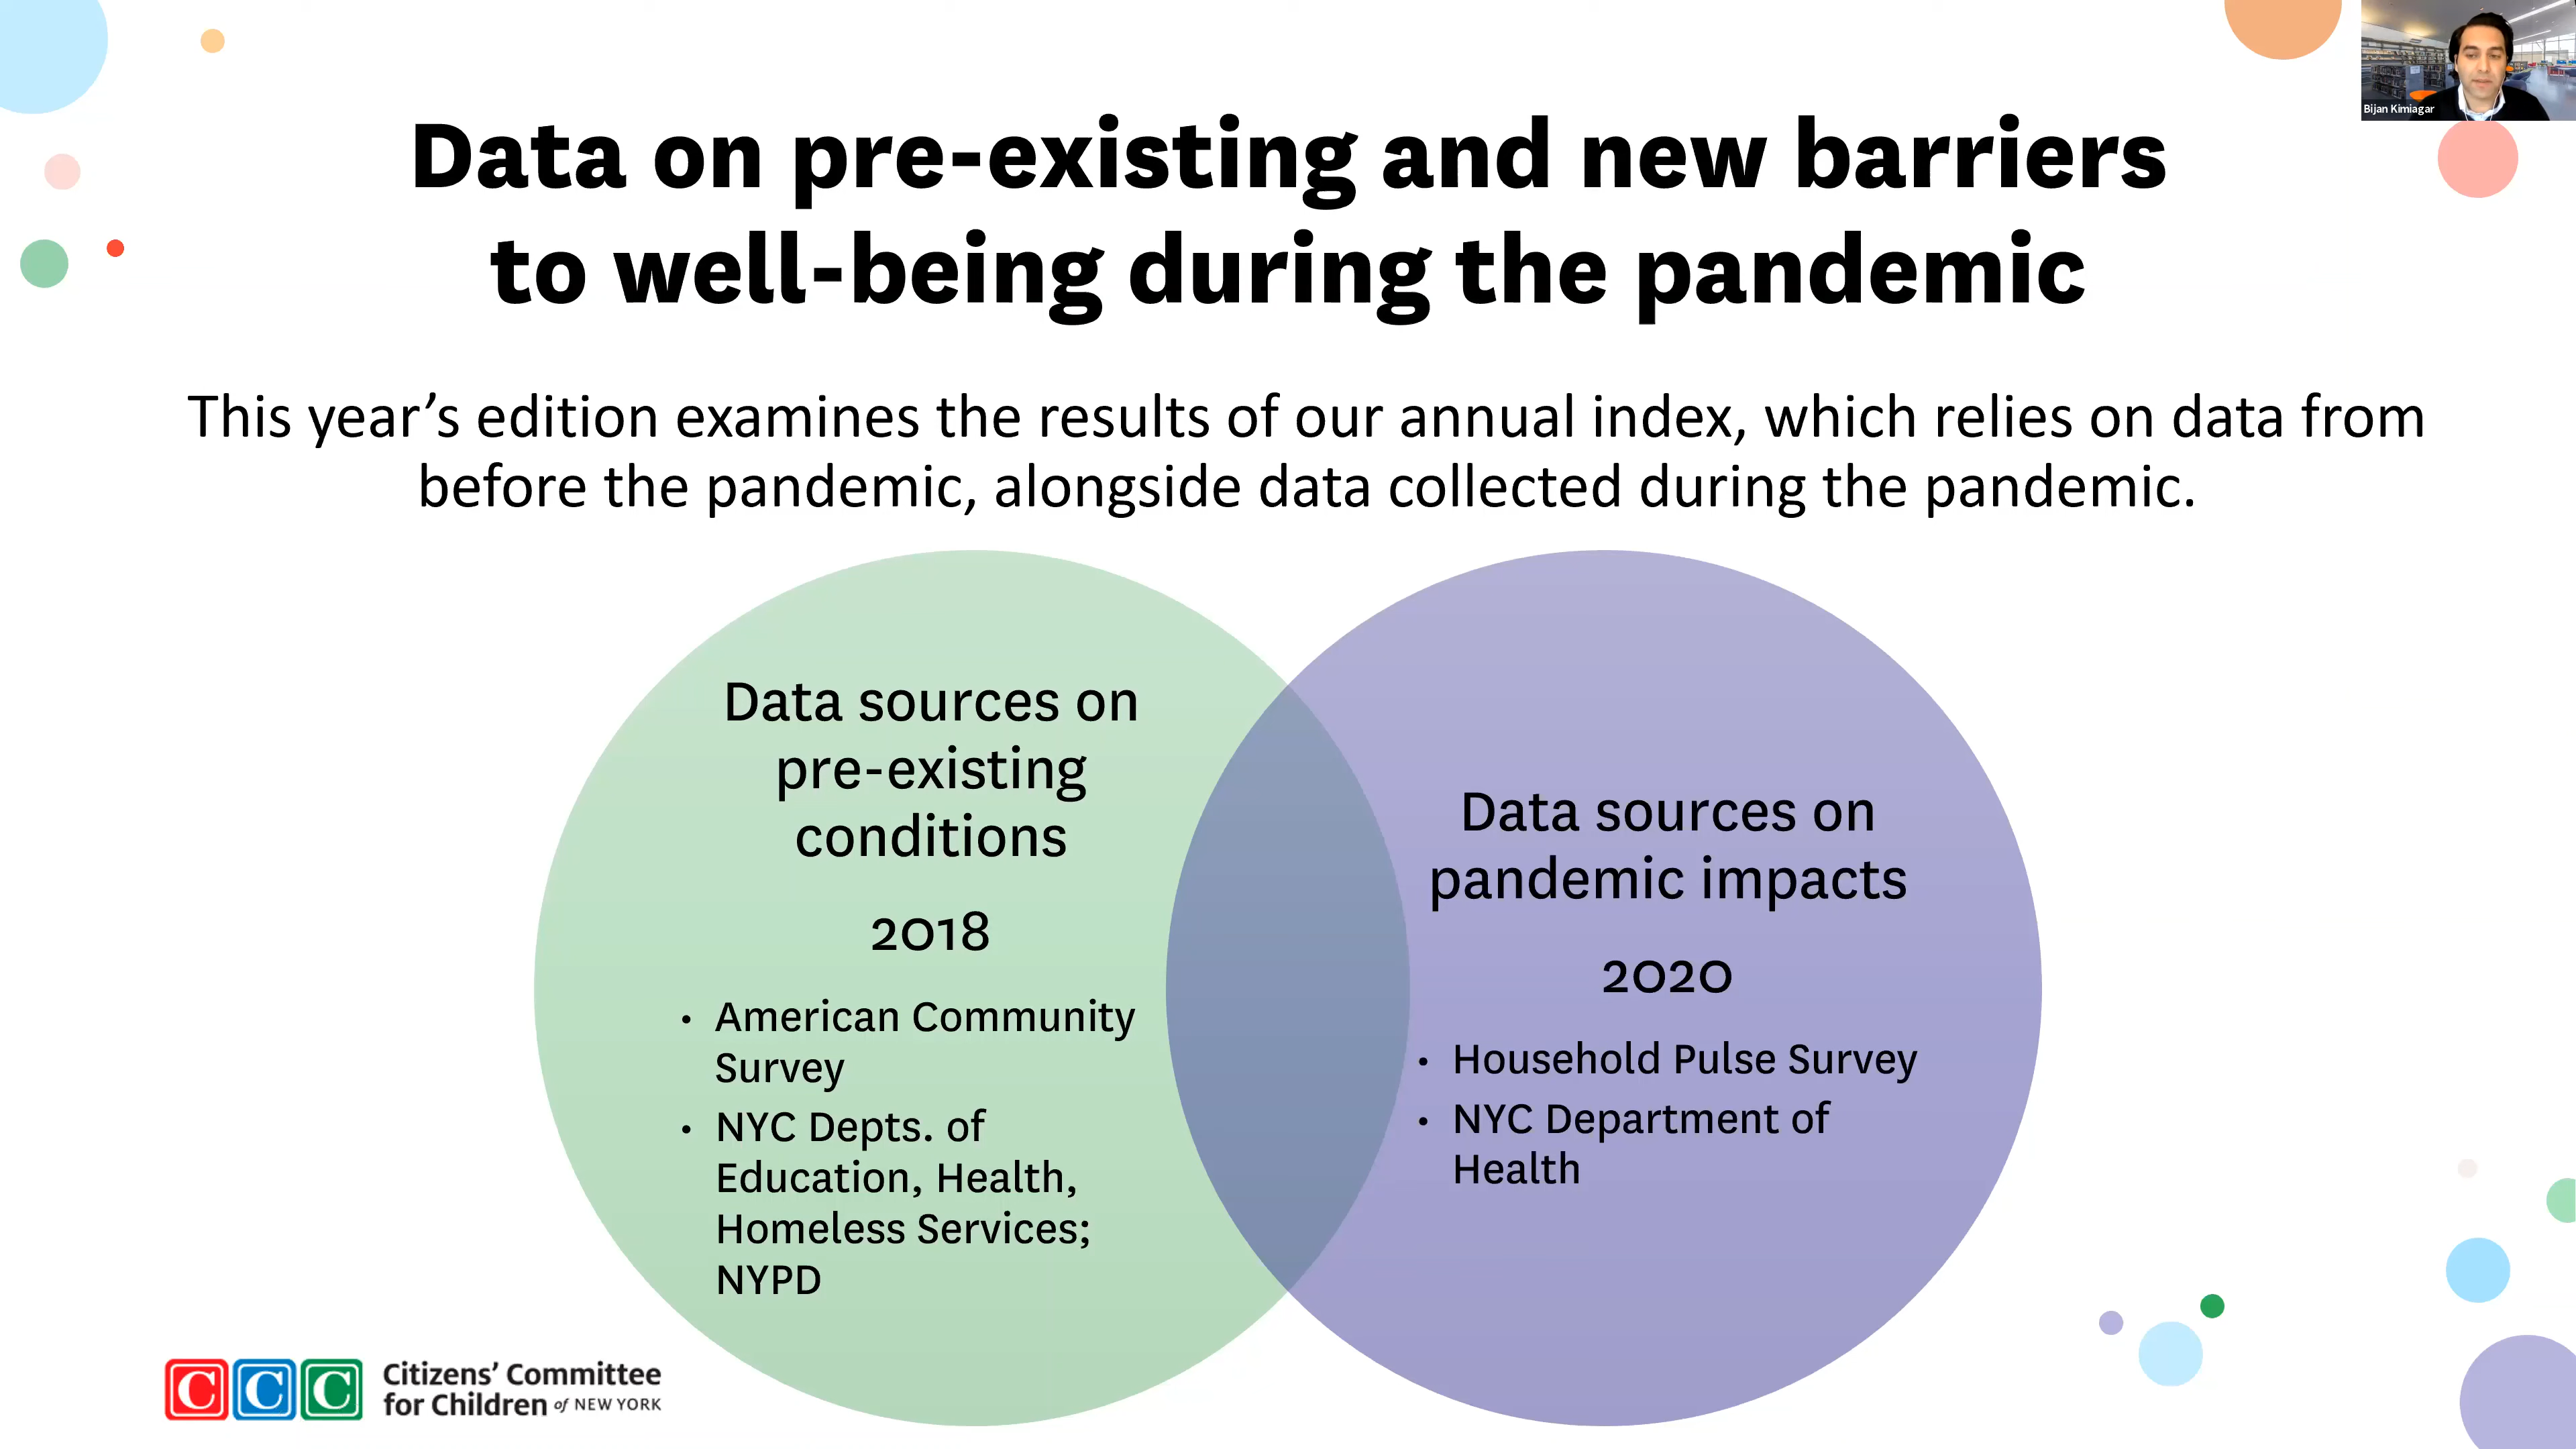 Bijan Kimiagar
Data on pre-existing and new barriers
to well-being during the pandemic
This year’s edition examines the results of our annual index, which relies on data from
before the pandemic, alongside data collected during the pandemic.
Data sources on
pre-existing
conditions
2018
• American Community
Survey
• NYC Depts. of
Education, Health,
Homeless Services;
NYPD
Data sources on
pandemic impacts
2020
• Household Pulse Survey
• NYC Department of
Health
CCC
Citizens’ Committee
for Children of NEW YORK